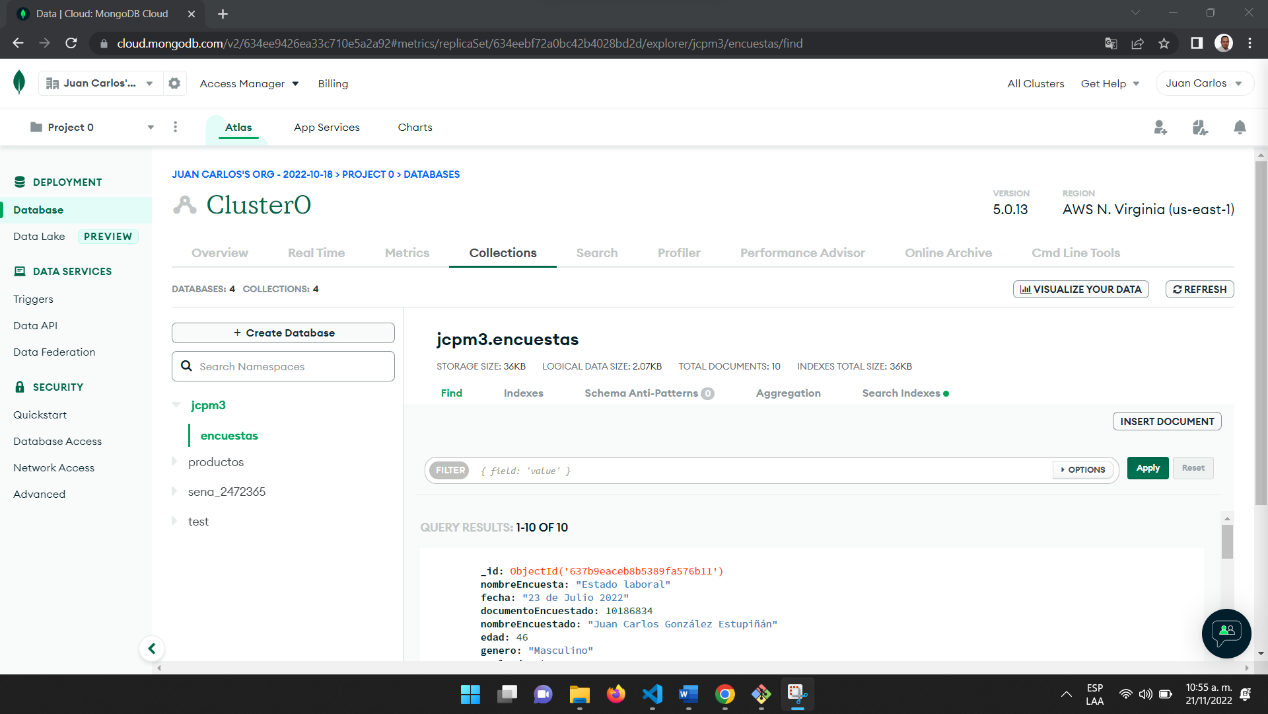 Data | Cloud: MongoDB Cloud
cloud.mongodb.com/v2/634ee9426ea33c710e5a2a92#metrics/replicaSet/634eebf72a0bc42b4028bd2d/explorer/jcpm3/encuestas/find
Juan Carlos'... Access Manager Billing All Clusters Get Help Juan Carlos
Project 0 Atlas App Services Charts
DEPLOYMENT
Database
Data Lake PREVIEW
DATA SERVICES
Triggers
Data API
Data Federation
SECURITY
Quickstart
Database Access
Network Access
Advanced
JUAN CARLOS'S ORG - 2022-10-18 > PROJECT 0 > DATABASES
Cluster0
VERSION REGION
5.0.13 AWS N. Virginia (us-east-1)
Overview Real Time Metrics Collections Search Profiler Performance Advisor Online Archive Cmd Line Tools
DATABASES: 4 COLLECTIONS: 4 VISUALIZE YOUR DATA REFRESH
+ Create Database
Search Namespaces
jcpm3
encuestas
productos
sena_2472365
test
jcpm3.encuestas
STORAGE SIZE: 36KB LOGICAL DATA SIZE: 2.07KB TOTAL DOCUMENTS: 10 INDEXES TOTAL SIZE: 36KB
Find Indexes Schema Anti-Patterns 0 Aggregation Search Indexes
INSERT DOCUMENT
FILTER { field: 'value' } OPTIONS Apply Reset
QUERY RESULTS: 1-10 OF 10
_id: ObjectId('637b9eaceb8b5389fa576b11')
nombreEncuesta: "Estado laboral"
fecha: "23 de Julio 2022"
documentoEncuestado: 10186834
nombreEncuestado: "Juan Carlos González Estupiñán"
edad: 46
genero: "Masculino"
ESP
LAA
10:55 a. m.
21/11/2022